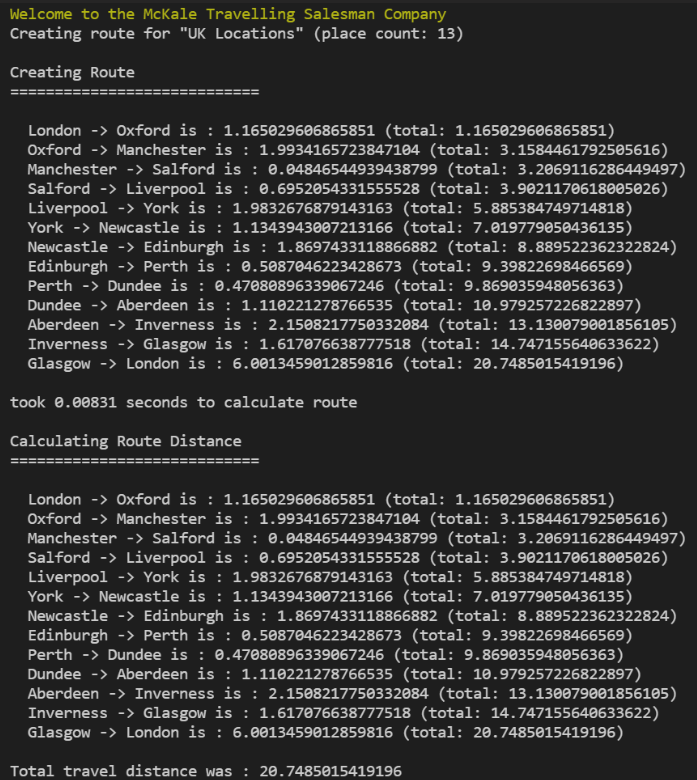 Welcome to the McKale Travelling Salesman Company
Creating route for "UK Locations" (place count: 13)
Creating Route
============================
London -> Oxford is : 1.165029606865851 (total: 1.165029606865851)
Oxford -> Manchester is : 1.9934165723847104 (total: 3.1584461792505616)
Manchester -> Salford is : 0.04846544939438799 (total: 3.2069116286449497)
Salford -> Liverpool is : 0.6952054331555528 (total: 3.9021170618005026)
Liverpool -> York is : 1.9832676879143163 (total: 5.885384749714818)
York -> Newcastle is : 1.1343943007213166 (total: 7.019779050436135)
Newcastle -> Edinburgh is : 1.8697433118866882 (total: 8.889522362322824)
Edinburgh -> Perth is : 0.5087046223428673 (total: 9.39822698466569)
Perth -> Dundee is : 0.47080896339067246 (total: 9.869035948056363)
Dundee -> Aberdeen is : 1.110221278766535 (total: 10.979257226822897)
Aberdeen -> Inverness is : 2.1508217750332084 (total: 13.130079001856105)
Inverness -> Glasgow is : 1.617076638777518 (total: 14.747155640633622)
Glasgow -> London is : 6.0013459012859816 (total: 20.7485015419196)
took 0.00831 seconds to calculate route
Calculating Route Distance
============================
London -> Oxford is : 1.165029606865851 (total: 1.165029606865851)
Oxford -> Manchester is : 1.9934165723847104 (total: 3.1584461792505616)
Manchester -> Salford is : 0.04846544939438799 (total: 3.2069116286449497)
Salford -> Liverpool is : 0.6952054331555528 (total: 3.9021170618005026)
Liverpool -> York is : 1.9832676879143163 (total: 5.885384749714818)
York -> Newcastle is : 1.1343943007213166 (total: 7.019779050436135)
Newcastle -> Edinburgh is : 1.8697433118866882 (total: 8.889522362322824)
Edinburgh -> Perth is : 0.5087046223428673 (total: 9.39822698466569)
Perth -> Dundee is : 0.47080896339067246 (total: 9.869035948056363)
Dundee -> Aberdeen is : 1.110221278766535 (total: 10.979257226822897)
Aberdeen -> Inverness is : 2.1508217750332084 (total: 13.130079001856105)
Inverness -> Glasgow is : 1.617076638777518 (total: 14.747155640633622)
Glasgow -> London is : 6.0013459012859816 (total: 20.7485015419196)
Total travel distance was : 20.7485015419196